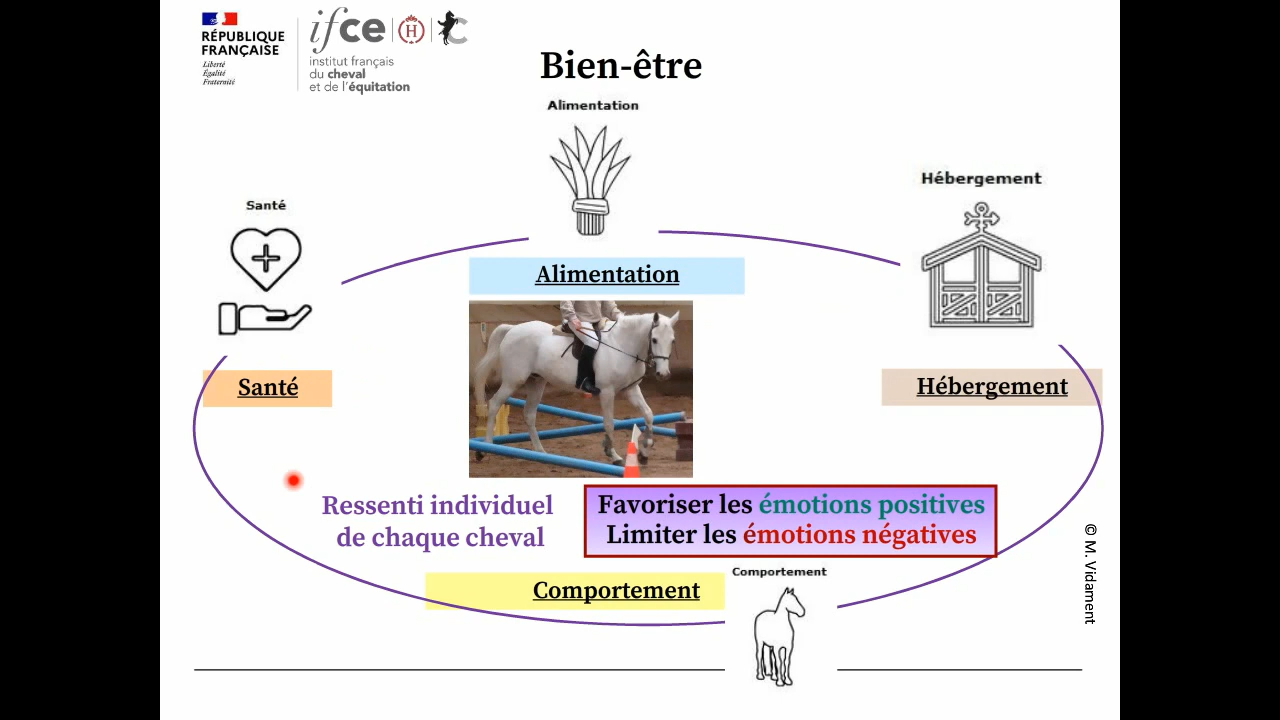 RÉPUBLIQUE
FRANÇAISE
Liberté
Égalité
Fraternité
ifce
H
institut français
du cheval
et de l'équitation
Bien-être
Alimentation
Hébergement
Santé
Alimentation
Santé
Hébergement
Ressenti individuel
de chaque cheval
Favoriser les émotions positives
Limiter les émotions négatives
© M. Vidament
Comportement
Comportement